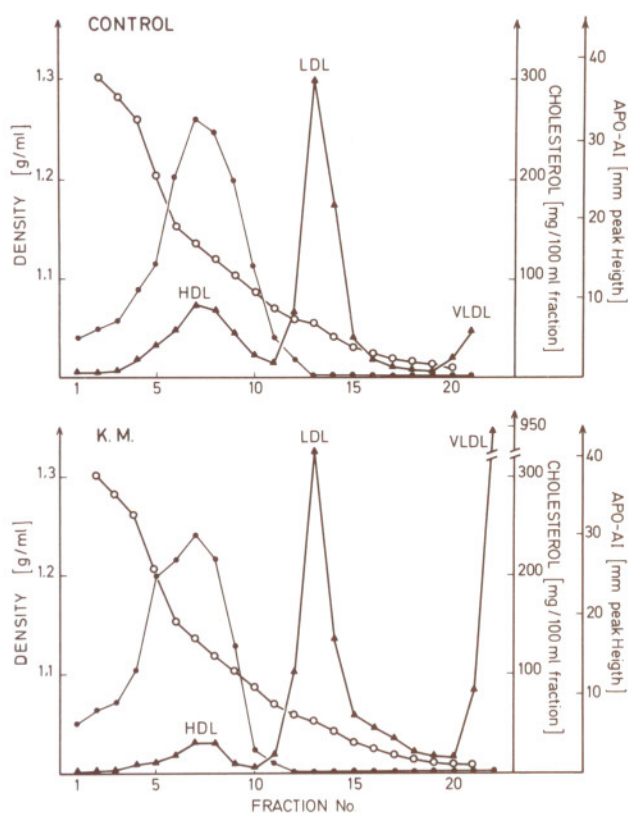 CONTROL
DENSITY [g/ml]
1,3
1,2
1,1
HDL
LDL
VLDL
300
200
100
CHOLESTEROL [mg/100 ml fraction]
40
30
20
10
APO-AI [mm peak Heigth]
1 5 10 15 20
K.M.
DENSITY [g/ml]
1,3
1,2
1,1
HDL
LDL
VLDL
950
300
200
100
CHOLESTEROL [mg/100 ml fraction]
40
30
20
10
APO-AI [mm peak Heigth]
1 5 10 15 20
FRACTION No